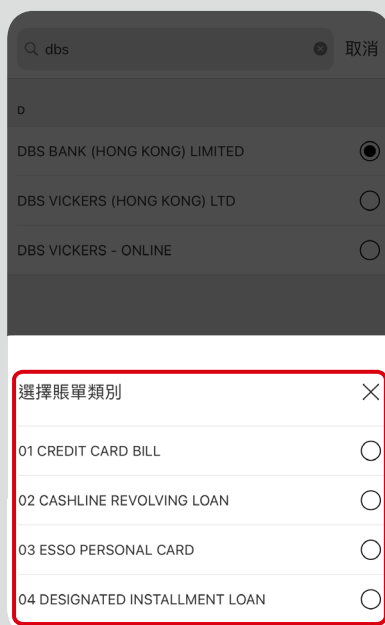 dbs
取消
D
DBS BANK (HONG KONG) LIMITED
DBS VICKERS (HONG KONG) LTD
DBS VICKERS - ONLINE
選擇賬單類別
01 CREDIT CARD BILL
02 CASHLINE REVOLVING LOAN
03 ESSO PERSONAL CARD
04 DESIGNATED INSTALLMENT LOAN